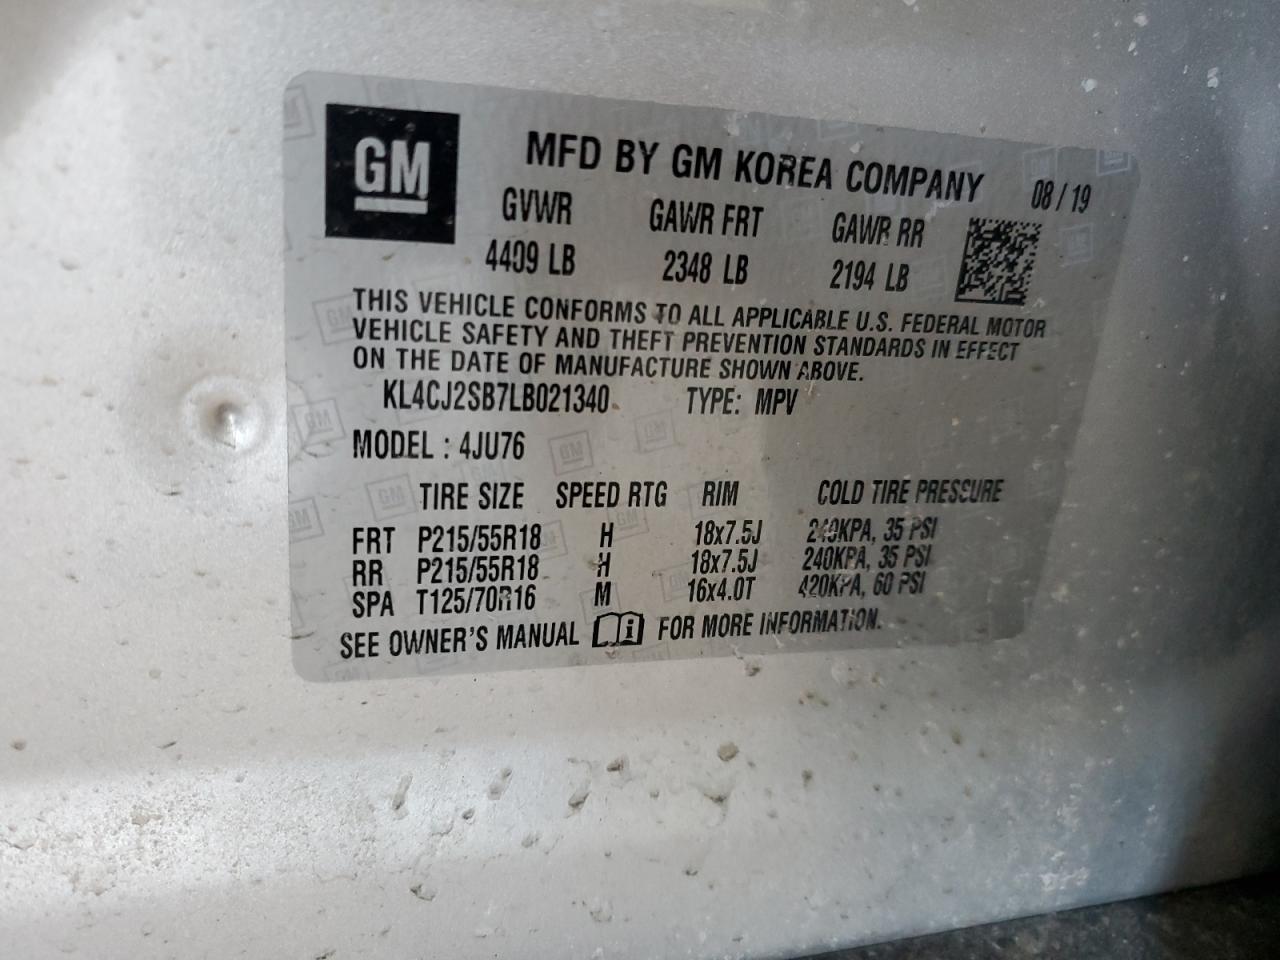 GM
MFD BY GM KOREA COMPANY 08 / 19
GVWR GAWR FRT GAWR RR
4409 LB 2348 LB 2194 LB
THIS VEHICLE CONFORMS TO ALL APPLICABLE U.S. FEDERAL MOTOR
VEHICLE SAFETY AND THEFT PREVENTION STANDARDS IN EFFECT
ON THE DATE OF MANUFACTURE SHOWN ABOVE.
KL4CJ2SB7LB021340 TYPE: MPV
MODEL : 4JU76
TIRE SIZE SPEED RTG RIM COLD TIRE PRESSURE
FRT P215/55R18 H 18x7.5J 240KPA, 35 PSI
RR P215/55R18 H 18x7.5J 240KPA, 35 PSI
SPA T125/70R16 M 16x4.0T 420KPA, 60 PSI
SEE OWNER'S MANUAL FOR MORE INFORMATION.